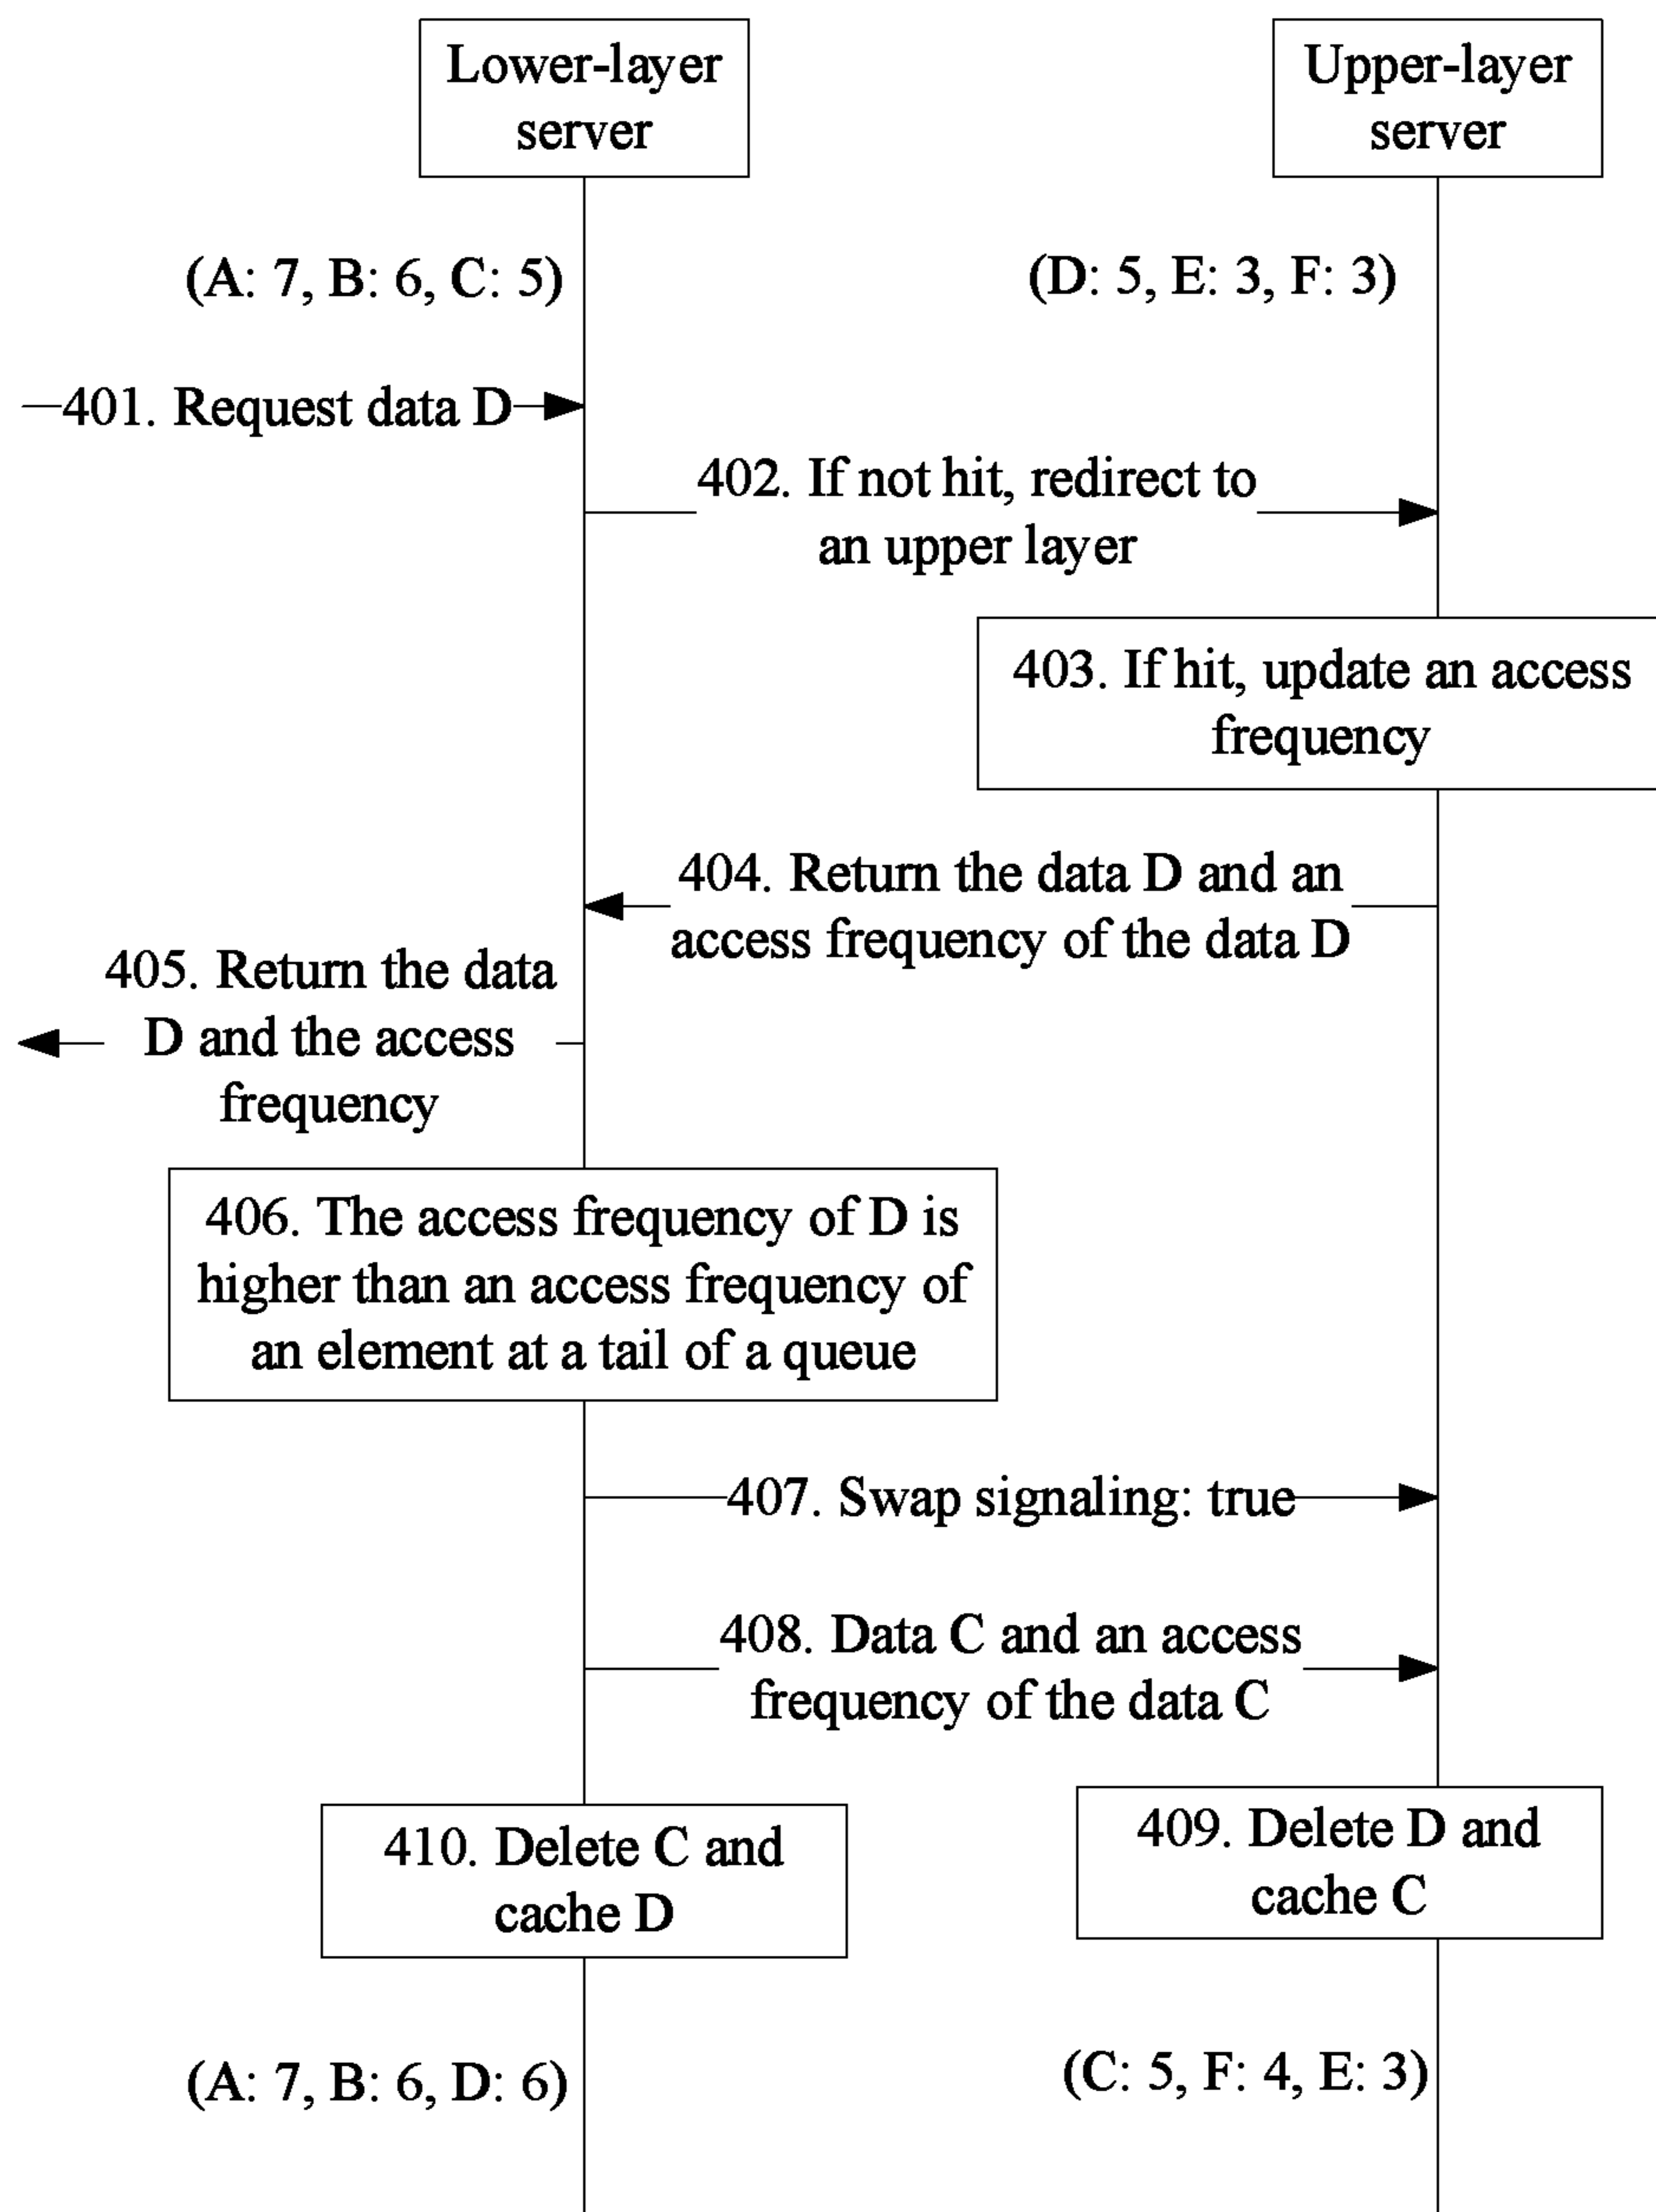 Lower-layer
server
Upper-layer
server
(A: 7, B: 6, C: 5)
(D: 5, E: 3, F: 3)
401. Request data D
402. If not hit, redirect to
an upper layer
403. If hit, update an access
frequency
404. Return the data D and an
access frequency of the data D
405. Return the data
D and the access
frequency
406. The access frequency of D is
higher than an access frequency of
an element at a tail of a queue
407. Swap signaling: true
408. Data C and an access
frequency of the data C
409. Delete D and
cache C
410. Delete C and
cache D
(A: 7, B: 6, D: 6)
(C: 5, F: 4, E: 3)